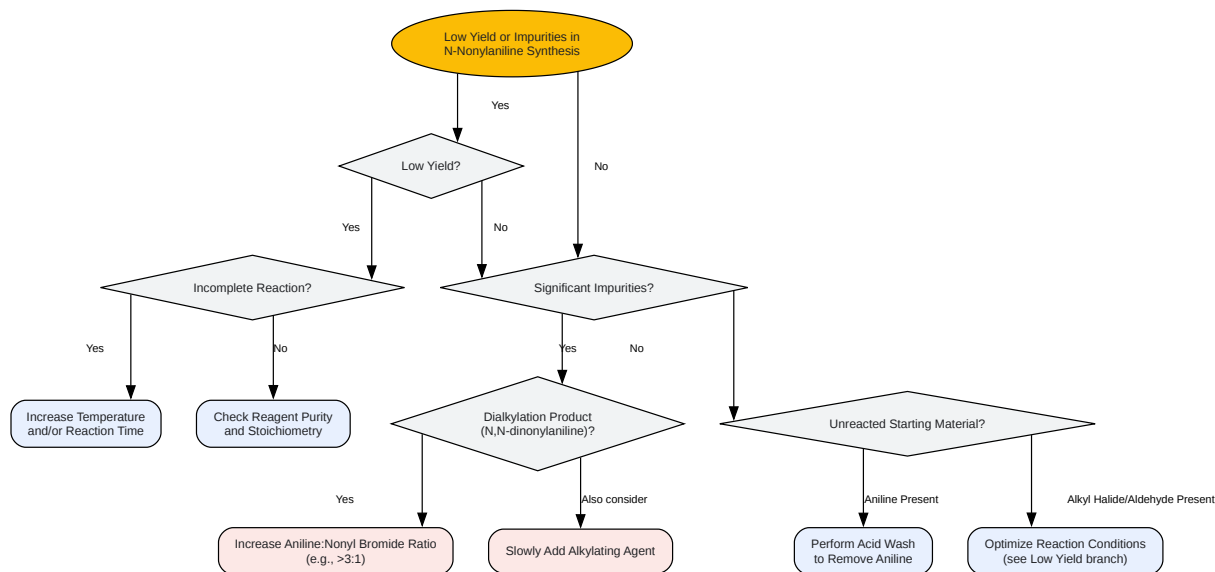 Low Yield or Impurities in
N-Nonylaniline Synthesis
Yes
Low Yield?
No
Yes
No
Incomplete Reaction?
Significant Impurities?
Yes
No
Yes
No
Increase Temperature
and/or Reaction Time
Check Reagent Purity
and Stoichiometry
Dialkylation Product
(N,N-dinonylaniline)?
Unreacted Starting Material?
Yes
Also consider
Aniline Present
Alkyl Halide/Aldehyde Present
Increase Aniline:Nonyl Bromide Ratio
(e.g., >3:1)
Slowly Add Alkylating Agent
Perform Acid Wash
to Remove Aniline
Optimize Reaction Conditions
(see Low Yield branch)